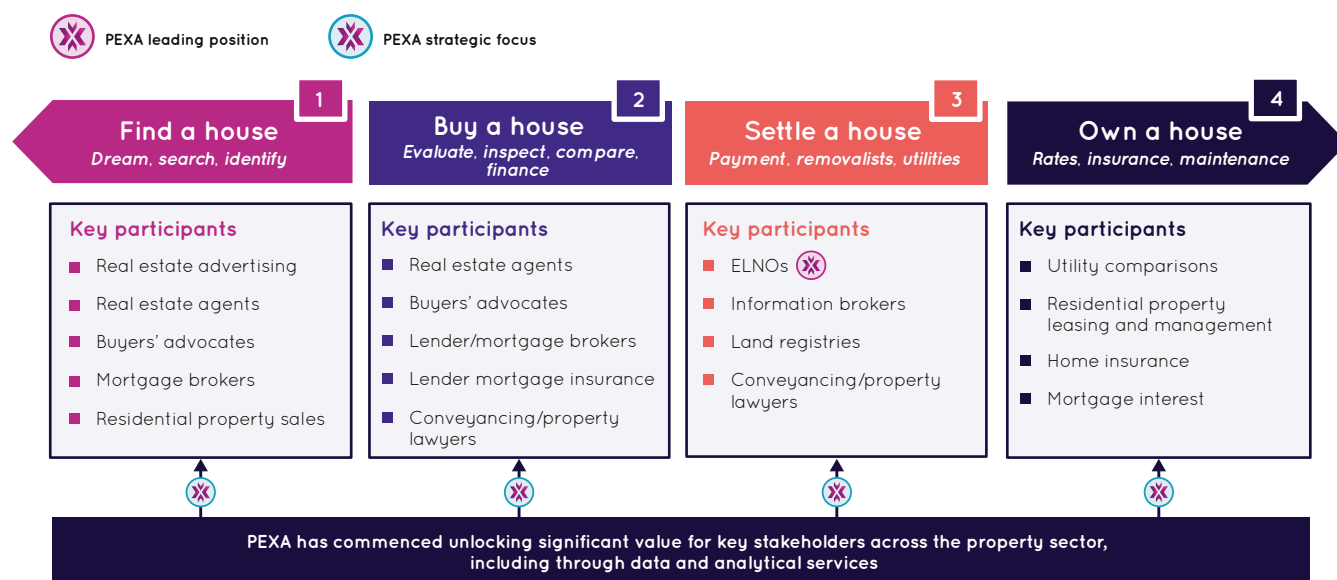 PEXA leading position
PEXA strategic focus
1
Find a house
Dream, search, identify
2
Buy a house
Evaluate, inspect, compare,
finance
3
Settle a house
Payment, removalists, utilities
4
Own a house
Rates, insurance, maintenance
Key participants
Real estate advertising
Real estate agents
Buyers’ advocates
Mortgage brokers
Residential property sales
Key participants
Real estate agents
Buyers’ advocates
Lender/mortgage brokers
Lender mortgage insurance
Conveyancing/property
lawyers
Key participants
ELNOs
Information brokers
Land registries
Conveyancing/property
lawyers
Key participants
Utility comparisons
Residential property
leasing and management
Home insurance
Mortgage interest
PEXA has commenced unlocking significant value for key stakeholders across the property sector,
including through data and analytical services